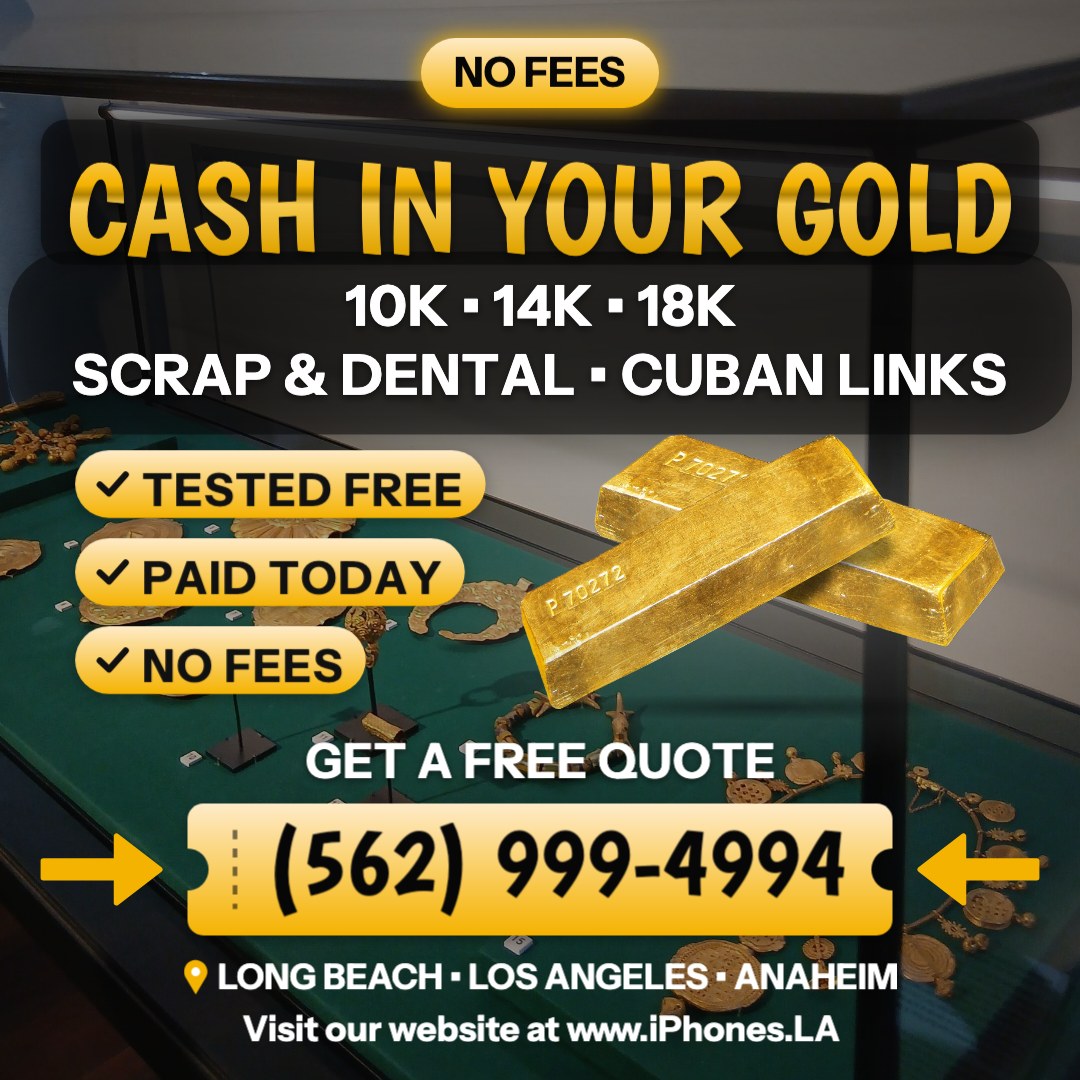 NO FEES
CASH IN YOUR GOLD
10K ▪ 14K ▪ 18K
SCRAP & DENTAL ▪ CUBAN LINKS
✓ TESTED FREE
✓ PAID TODAY
✓ NO FEES
P.7027
P 70272
GET A FREE QUOTE
(562) 999-4994
LONG BEACH ▪ LOS ANGELES ▪ ANAHEIM
Visit our website at www.iPhones.LA